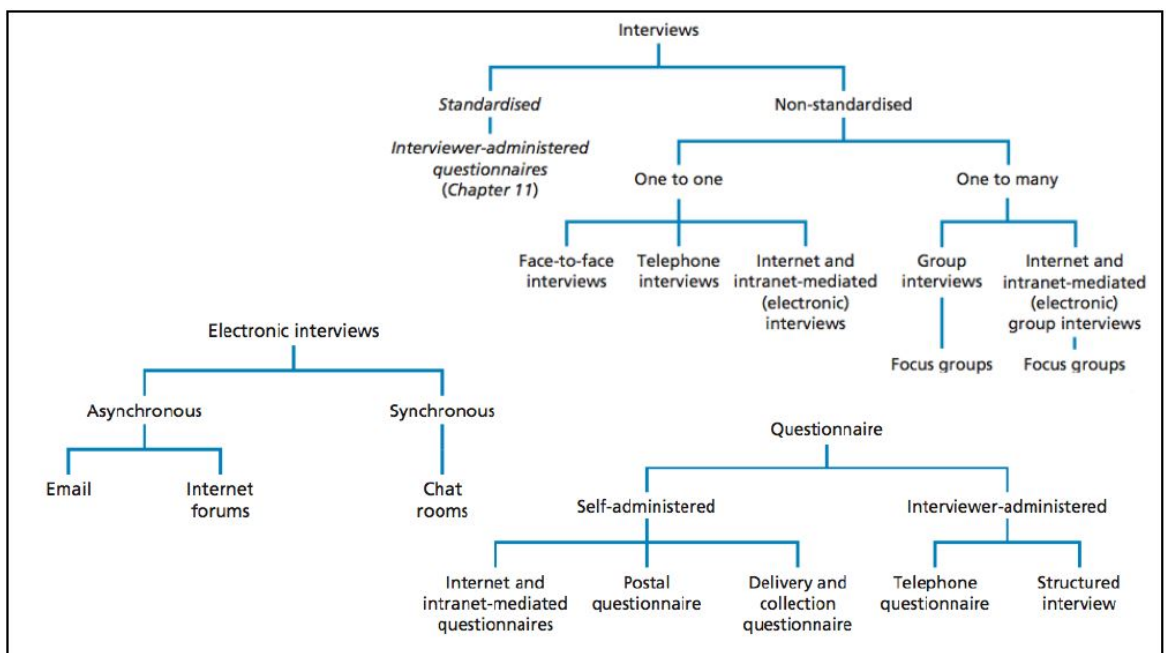 Interviews
Standardised
Non-standardised
Interviewer-administered
questionnaires
(Chapter 11)
One to one
One to many
Face-to-face
interviews
Telephone
interviews
Internet and
intranet-mediated
(electronic)
interviews
Group
interviews
Internet and
intranet-mediated
(electronic)
group interviews
Focus groups
Focus groups
Electronic interviews
Asynchronous
Synchronous
Email
Internet
forums
Chat
rooms
Questionnaire
Self-administered
Interviewer-administered
Internet and
intranet-mediated
questionnaires
Postal
questionnaire
Delivery and
collection
questionnaire
Telephone
questionnaire
Structured
interview